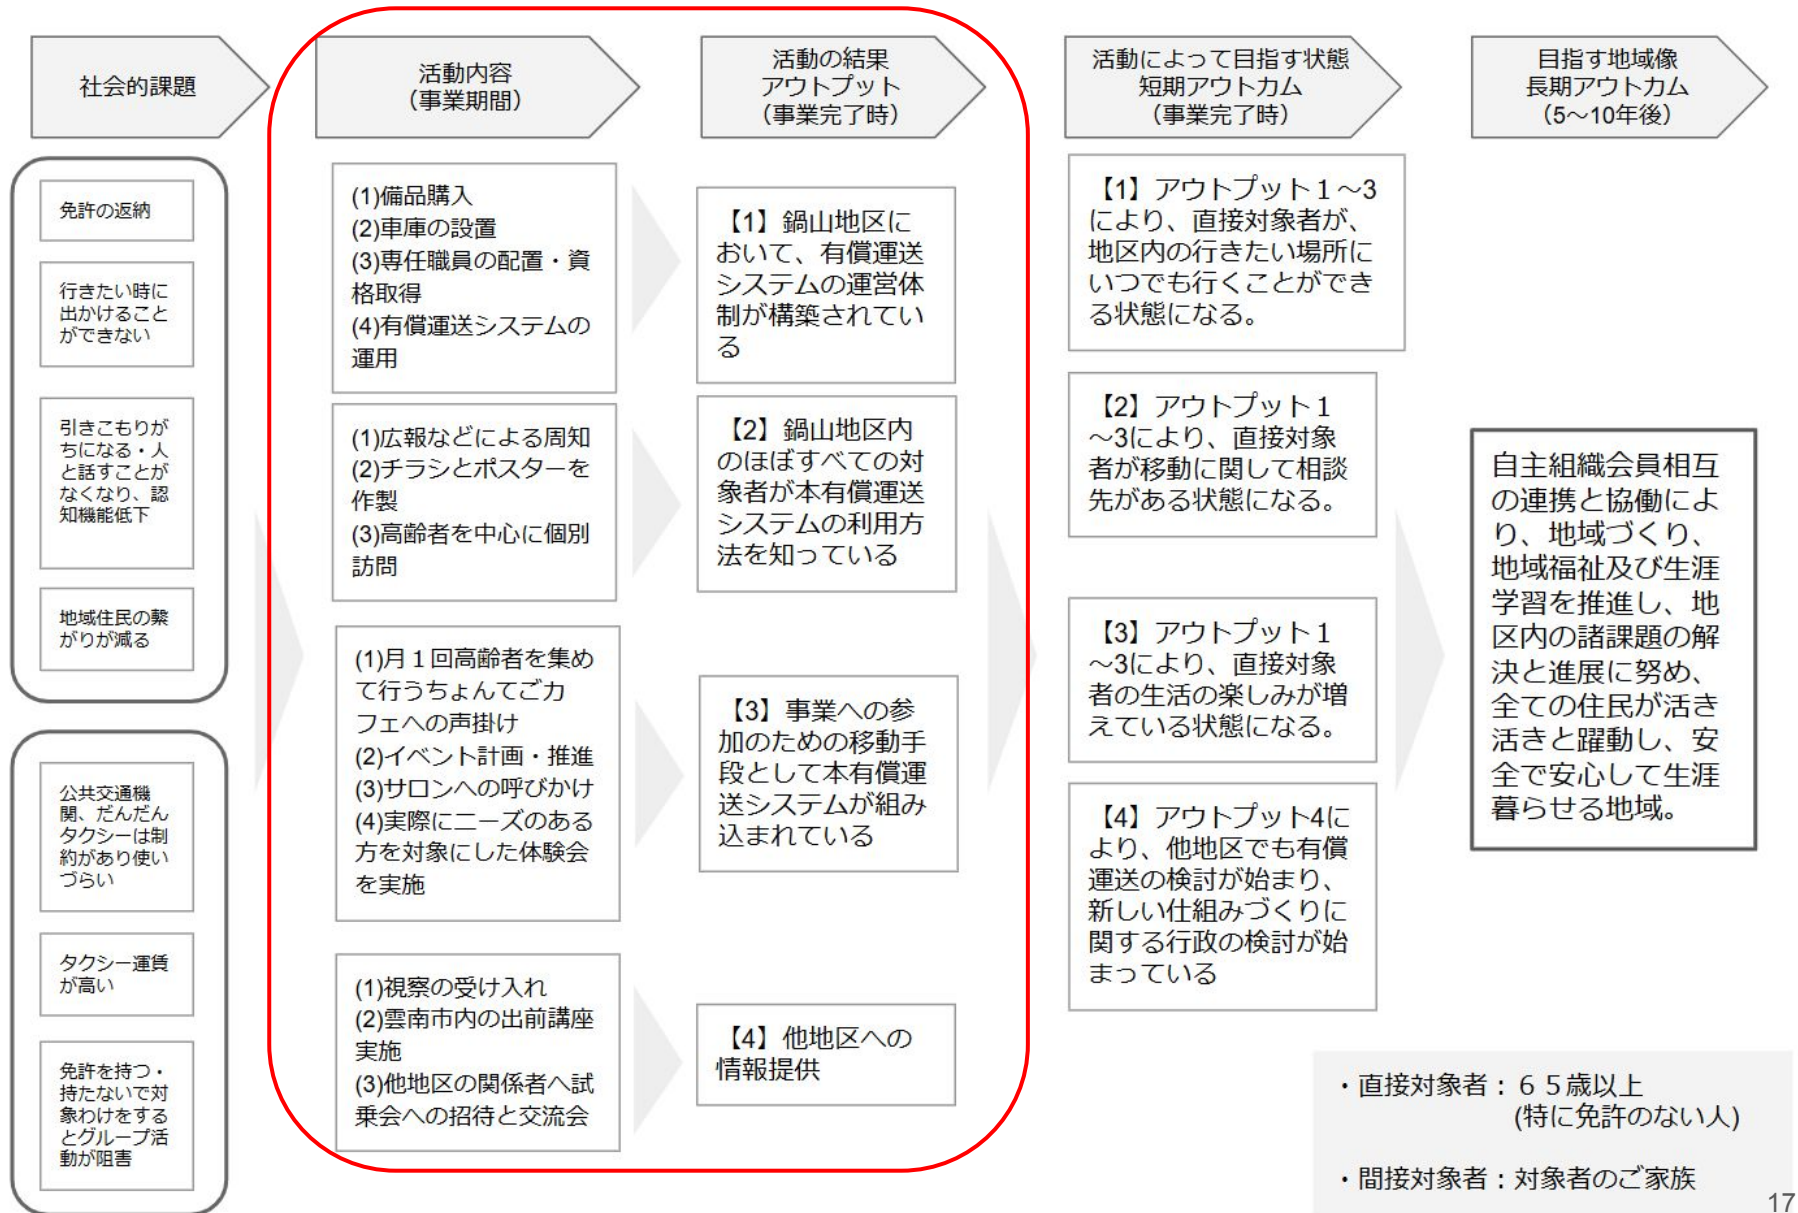 社会的課題
活動内容
（事業期間）
活動の結果
アウトプット
（事業完了時）
活動によって目指す状態
短期アウトカム
（事業完了時）
目指す地域像
長期アウトカム
（5～10年後）
免許の返納
行きたい時に
出かけること
ができない
引きこもりが
ちになる・人
と話すことが
なくなり、認
知機能低下
地域住民の繋
がりが減る
公共交通機
関、だんだん
タクシーは制
約があり使い
づらい
タクシー運賃
が高い
免許を持つ・
持たないで対
象わけをする
とグループ活
動が阻害
(1)備品購入
(2)車庫の設置
(3)専任職員の配置・資
格取得
(4)有償運送システムの
運用
(1)広報などによる周知
(2)チラシとポスターを
作製
(3)高齢者を中心に個別
訪問
(1)月１回高齢者を集め
て行うちょんてごカ
フェへの声掛け
(2)イベント計画・推進
(3)サロンへの呼びかけ
(4)実際にニーズのある
方を対象にした体験会
を実施
(1)視察の受け入れ
(2)雲南市内の出前講座
実施
(3)他地区の関係者へ試
乗会への招待と交流会
【1】鍋山地区に
おいて、有償運送
システムの運営体
制が構築されてい
る
【2】鍋山地区内
のほぼすべての対
象者が本有償運送
システムの利用方
法を知っている
【3】事業への参
加のための移動手
段として本有償運
送システムが組み
込まれている
【4】他地区への
情報提供
【1】アウトプット１～3
により、直接対象者が、
地区内の行きたい場所に
いつでも行くことができ
る状態になる。
【2】アウトプット１
～3により、直接対象
者が移動に関して相談
先がある状態になる。
【3】アウトプット１
～3により、直接対象
者の生活の楽しみが増
えている状態になる。
【4】アウトプット4に
より、他地区でも有償
運送の検討が始まり、
新しい仕組みづくりに
関する行政の検討が始
まっている
自主組織会員相互
の連携と協働によ
り、地域づくり、
地域福祉及び生涯
学習を推進し、地
区内の諸課題の解
決と進展に努め、
全ての住民が活き
活きと躍動し、安
全で安心して生涯
暮らせる地域。
・直接対象者：６５歳以上
(特に免許のない人)
・間接対象者：対象者のご家族
17